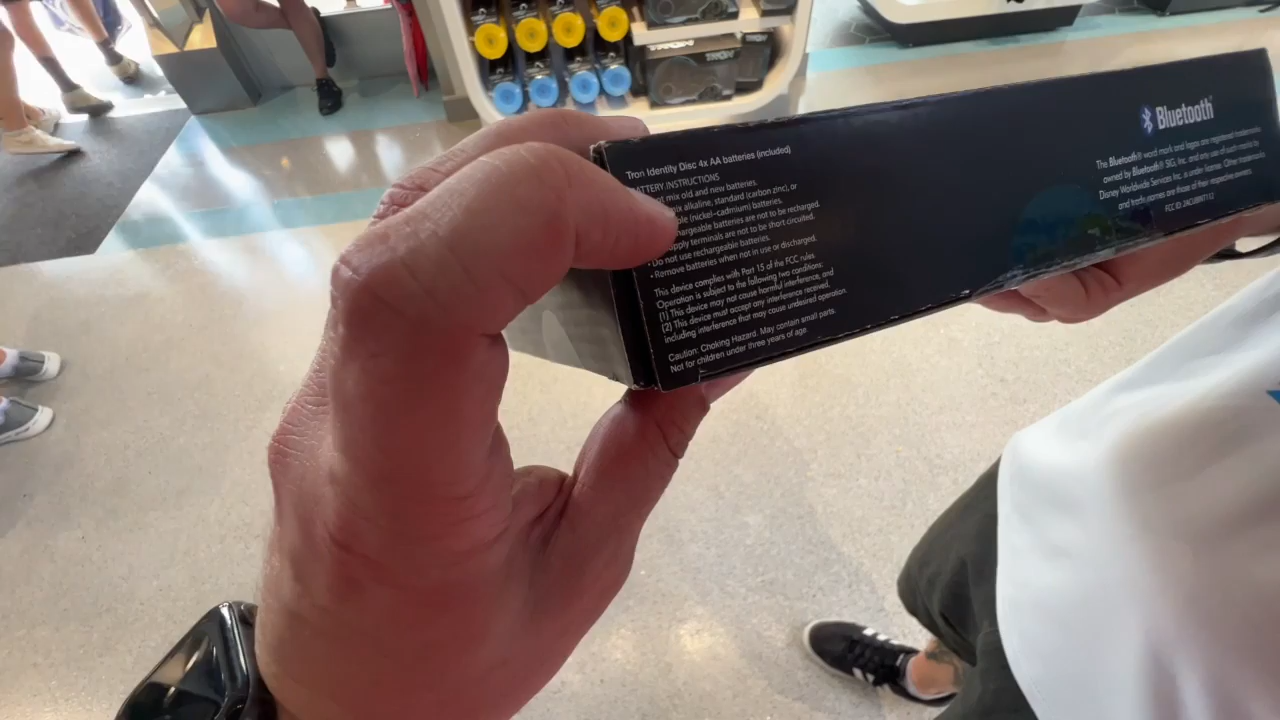 TRON
Tron Identity Disc 4x AA batteries (included)
BATTERY INSTRUCTIONS
mix old and new batteries.
mix alkaline, standard (carbon zinc), or
(nickel-cadmium) batteries.
chargeable batteries are not to be recharged.
terminals are not to be short circuited.
• Do not use rechargeable batteries.
• Remove batteries when not in use or discharged.
This device complies with Part 15 of the FCC rules
Operation is subject to the following two conditions:
(1) This device may not cause harmful interference, and
(2) This device must accept any interference received,
including interference that may cause undesired operation.
Caution: Choking Hazard. May contain small parts.
Not for children under three years of age.
Bluetooth®
The Bluetooth® word mark and logos are registered trademarks
owned by Bluetooth® SIG, Inc. and any use of such marks by
Disney Worldwide Services Inc. is under license. Other trademarks
and trade names are those of their respective owners.